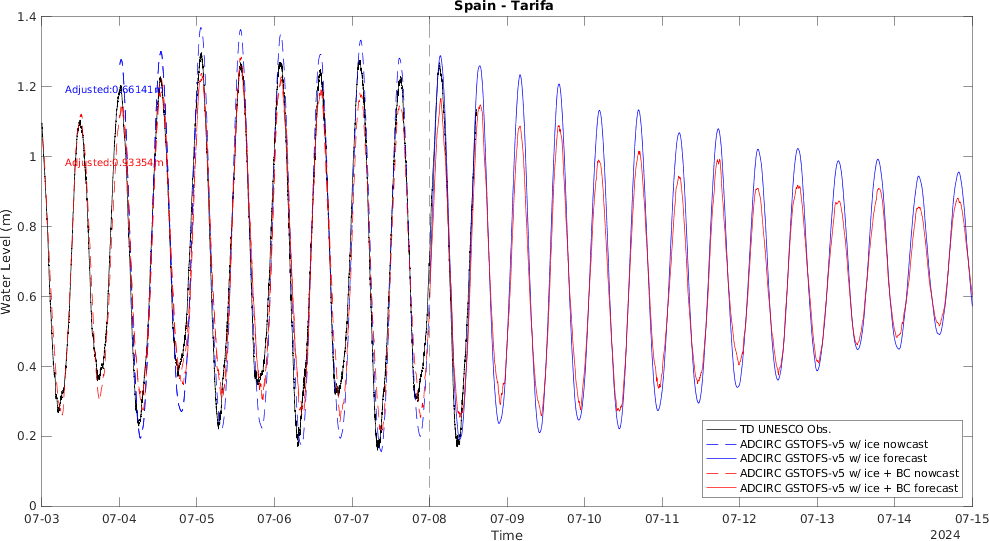 Spain - Tarifa
1.4
1.2
1
0.8
0.6
0.4
0.2
0
Water Level (m)
Adjusted:0.66141m
Adjusted:0.93354m
TD UNESCO Obs.
ADCIRC GSTOFS-v5 w/ ice nowcast
ADCIRC GSTOFS-v5 w/ ice forecast
ADCIRC GSTOFS-v5 w/ ice + BC nowcast
ADCIRC GSTOFS-v5 w/ ice + BC forecast
07-03 07-04 07-05 07-06 07-07 07-08 07-09 07-10 07-11 07-12 07-13 07-14 07-15
Time
2024